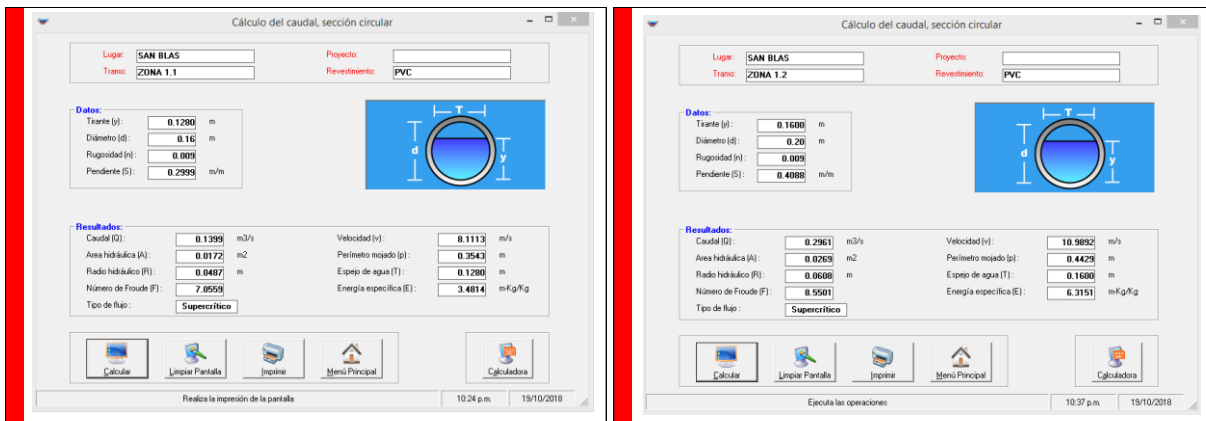 Cálculo del caudal, sección circular
Lugar: SAN BLAS Proyecto:
Tramo: ZONA 1.1 Revestimiento: PVC
Datos:
Tirante (y) : 0.1280 m
Diámetro (d) : 0.16 m
Rugosidad (n) : 0.009
Pendiente (S) : 0.2999 m/m
T
d
y
Resultados:
Caudal (Q) : 0.1399 m3/s Velocidad (v) : 8.1113 m/s
Area hidráulica (A) : 0.0172 m2 Perímetro mojado (p) : 0.3543 m
Radio hidráulico (R) : 0.0487 m Espejo de agua (T) : 0.1280 m
Número de Froude (F) : 7.0559 Energía específica (E) : 3.4814 m-Kg/Kg
Tipo de flujo : Supercrítico
Calcular Limpiar Pantalla Imprimir Menú Principal Calculadora
Realiza la impresión de la pantalla 10:24 p.m. 19/10/2018
Cálculo del caudal, sección circular
Lugar: SAN BLAS Proyecto:
Tramo: ZONA 1.2 Revestimiento: PVC
Datos:
Tirante (y) : 0.1600 m
Diámetro (d) : 0.20 m
Rugosidad (n) : 0.009
Pendiente (S) : 0.4088 m/m
T
d
y
Resultados:
Caudal (Q) : 0.2961 m3/s Velocidad (v) : 10.9892 m/s
Area hidráulica (A) : 0.0269 m2 Perímetro mojado (p) : 0.4429 m
Radio hidráulico (R) : 0.0608 m Espejo de agua (T) : 0.1600 m
Número de Froude (F) : 8.5501 Energía específica (E) : 6.3151 m-Kg/Kg
Tipo de flujo : Supercrítico
Calcular Limpiar Pantalla Imprimir Menú Principal Calculadora
Ejecuta las operaciones 10:37 p.m. 19/10/2018